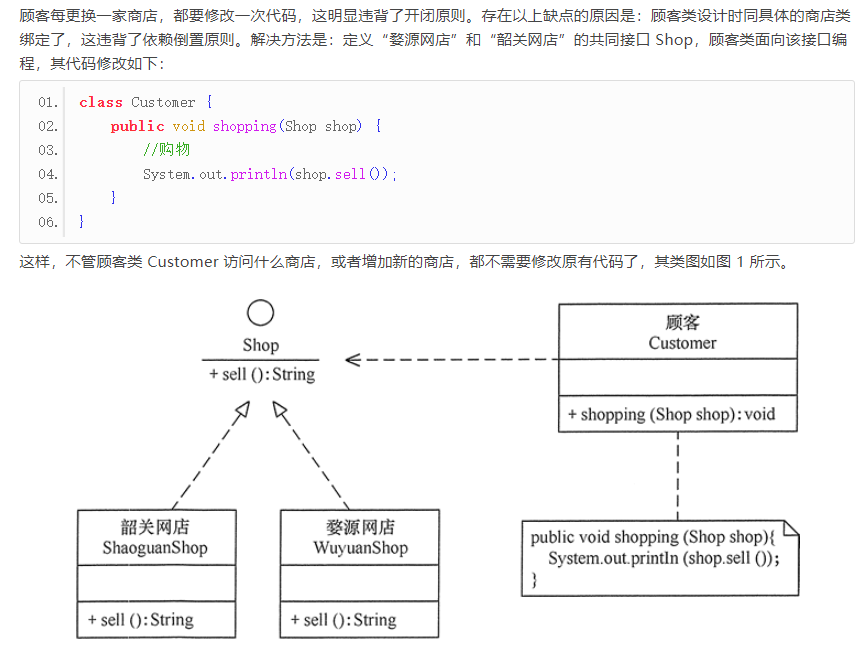 顾客每更换一家商店，都要修改一次代码，这明显违背了开闭原则。存在以上缺点的原因是：顾客类设计时同具体的商店类
绑定了，这违背了依赖倒置原则。解决方法是：定义“婺源网店”和“韶关网店”的共同接口 Shop，顾客类面向该接口编
程，其代码修改如下：
01. class Customer {
02. public void shopping(Shop shop) {
03. //购物
04. System.out.println(shop.sell());
05. }
06. }
这样，不管顾客类 Customer 访问什么商店，或者增加新的商店，都不需要修改原有代码了，其类图如图 1 所示。
Shop
+ sell ():String
顾客
Customer
+ shopping (Shop shop):void
韶关网店
ShaoguanShop
+ sell ():String
婺源网店
WuyuanShop
+ sell ():String
public void shopping (Shop shop){
System.out.println (shop.sell ());
}